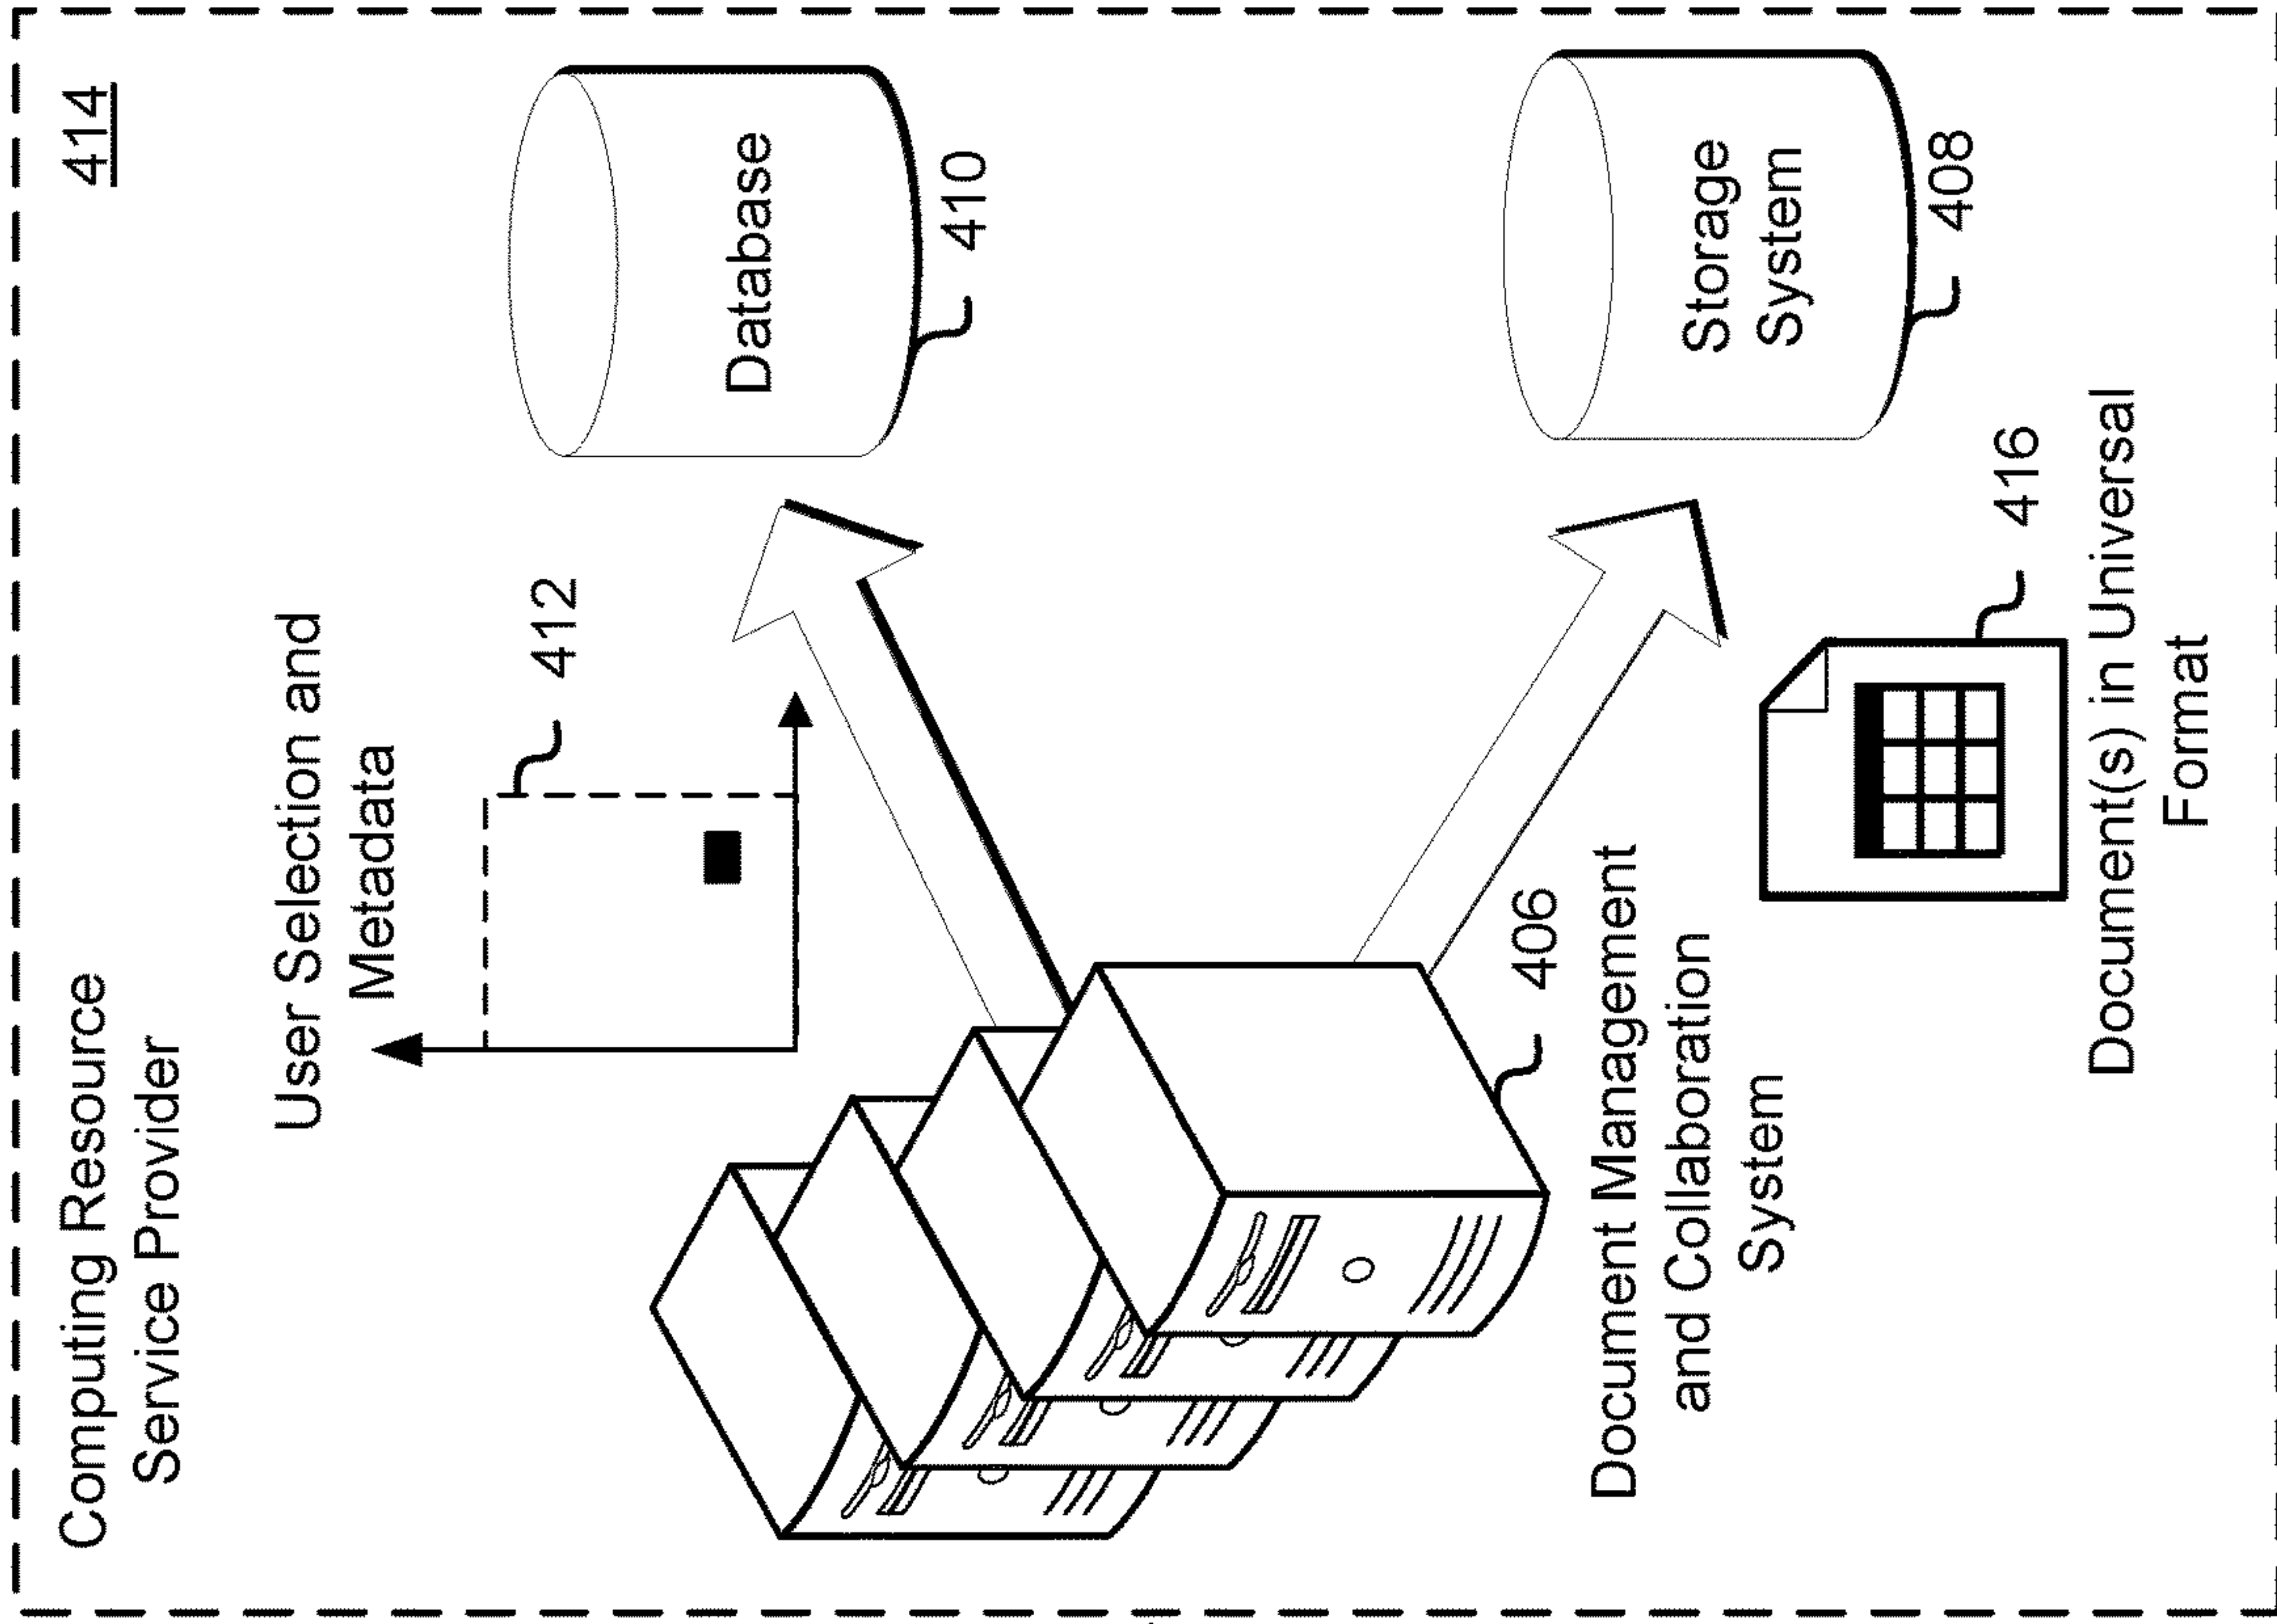 Computing Resource
Service Provider
414
User Selection and
Metadata
412
Database
410
406
Document Management
and Collaboration
System
Storage
System
408
416
Document(s) in Universal
Format